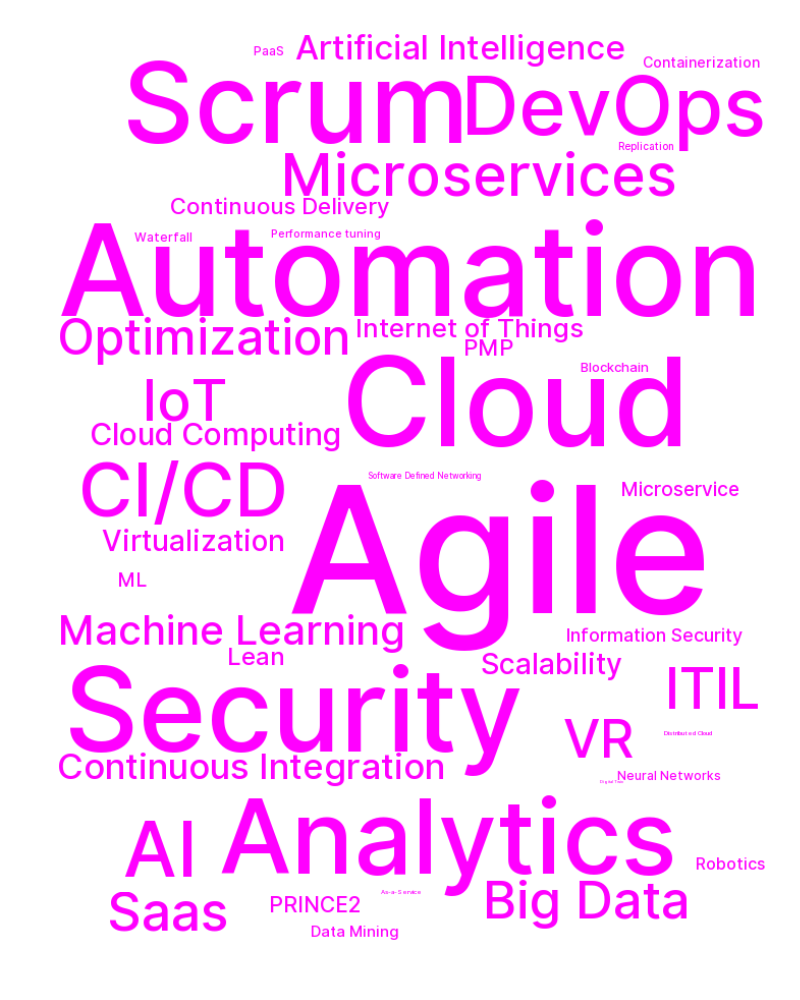 PaaS
Artificial Intelligence
Containerization
Scrum
DevOps
Replication
Microservices
Continuous Delivery
Waterfall
Performance tuning
Automation
Optimization
Internet of Things
PMP
Blockchain
Cloud
IoT
Cloud Computing
CI/CD
Software Defined Networking
Microservice
Agile
Virtualization
ML
Machine Learning
Information Security
Lean
Scalability
Security
ITIL
VR
Distributed Cloud
Continuous Integration
Neural Networks
Analytics
AI
Robotics
Big Data
Saas
As-a-Service
PRINCE2
Data Mining